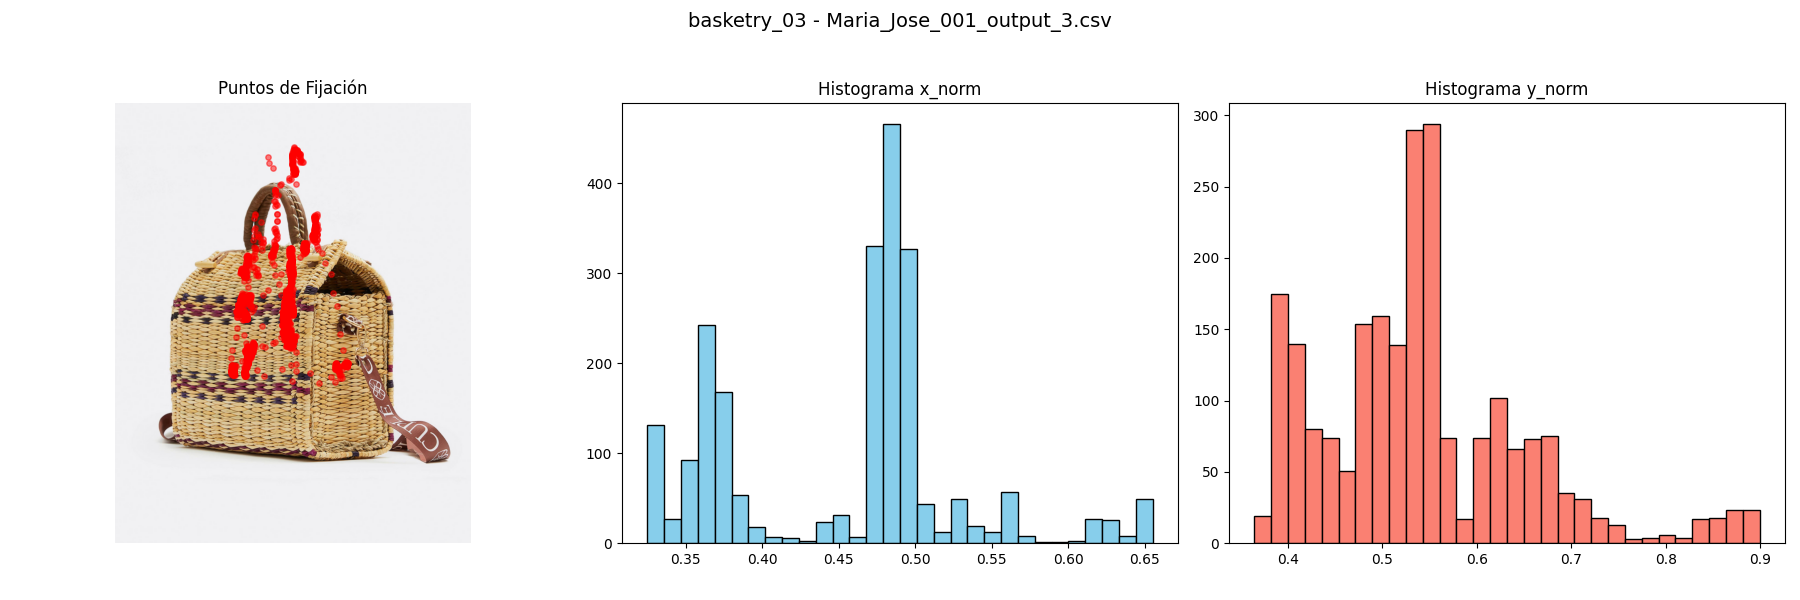 basketry_03 - Maria_Jose_001_output_3.csv
Puntos de Fijación
Histograma x_norm
Histograma y_norm
400
300
200
100
0
0.35 0.40 0.45 0.50 0.55 0.60 0.65
300
250
200
150
100
50
0
0.4 0.5 0.6 0.7 0.8 0.9